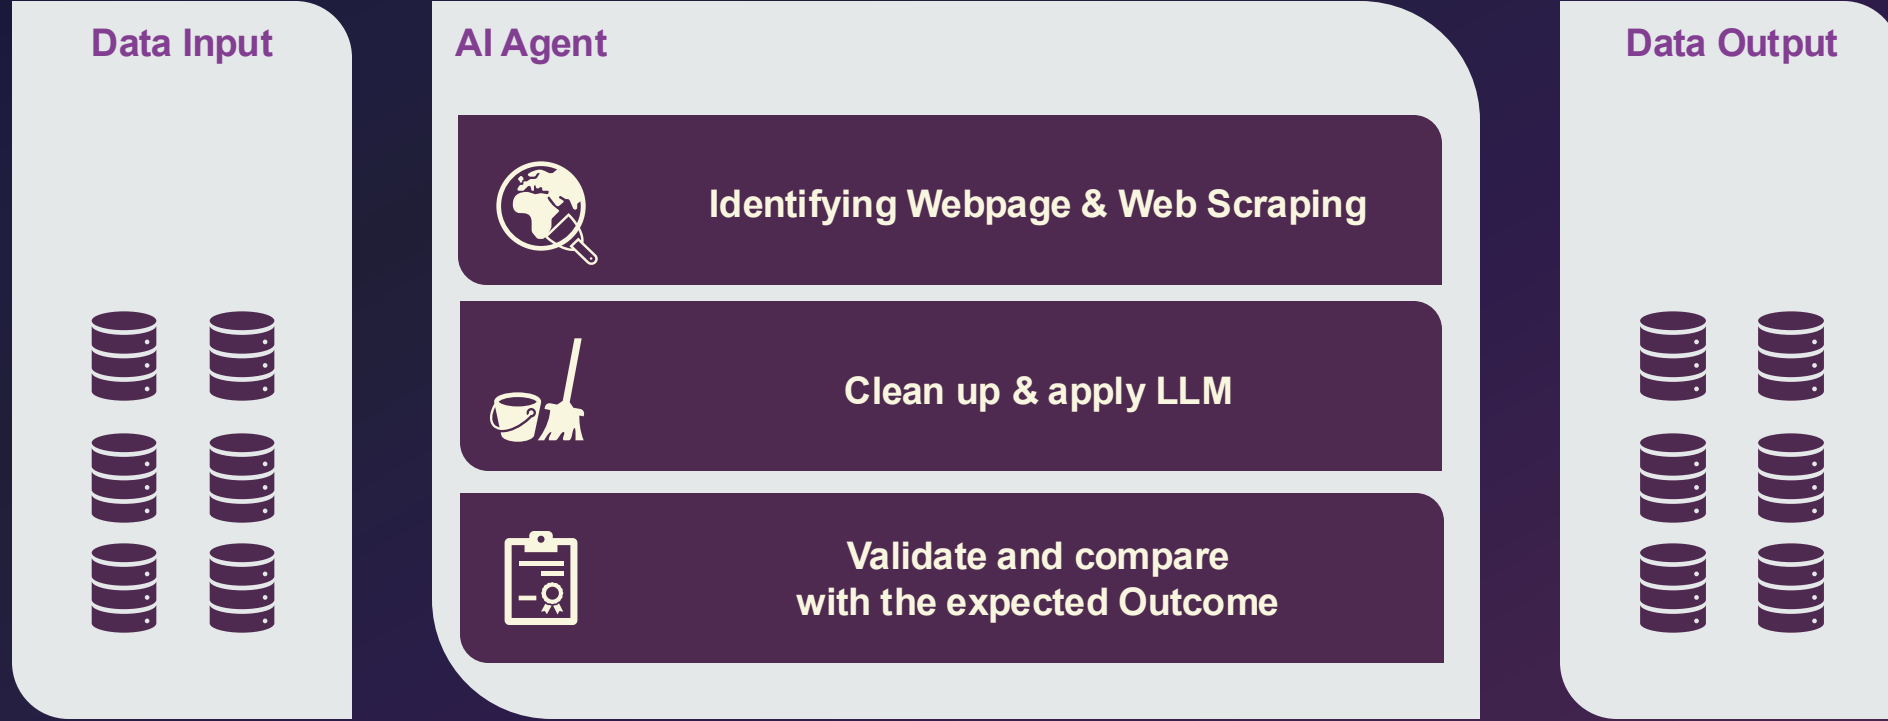 Data Input
AI Agent
Identifying Webpage & Web Scraping
Clean up & apply LLM
Validate and compare
with the expected Outcome
Data Output